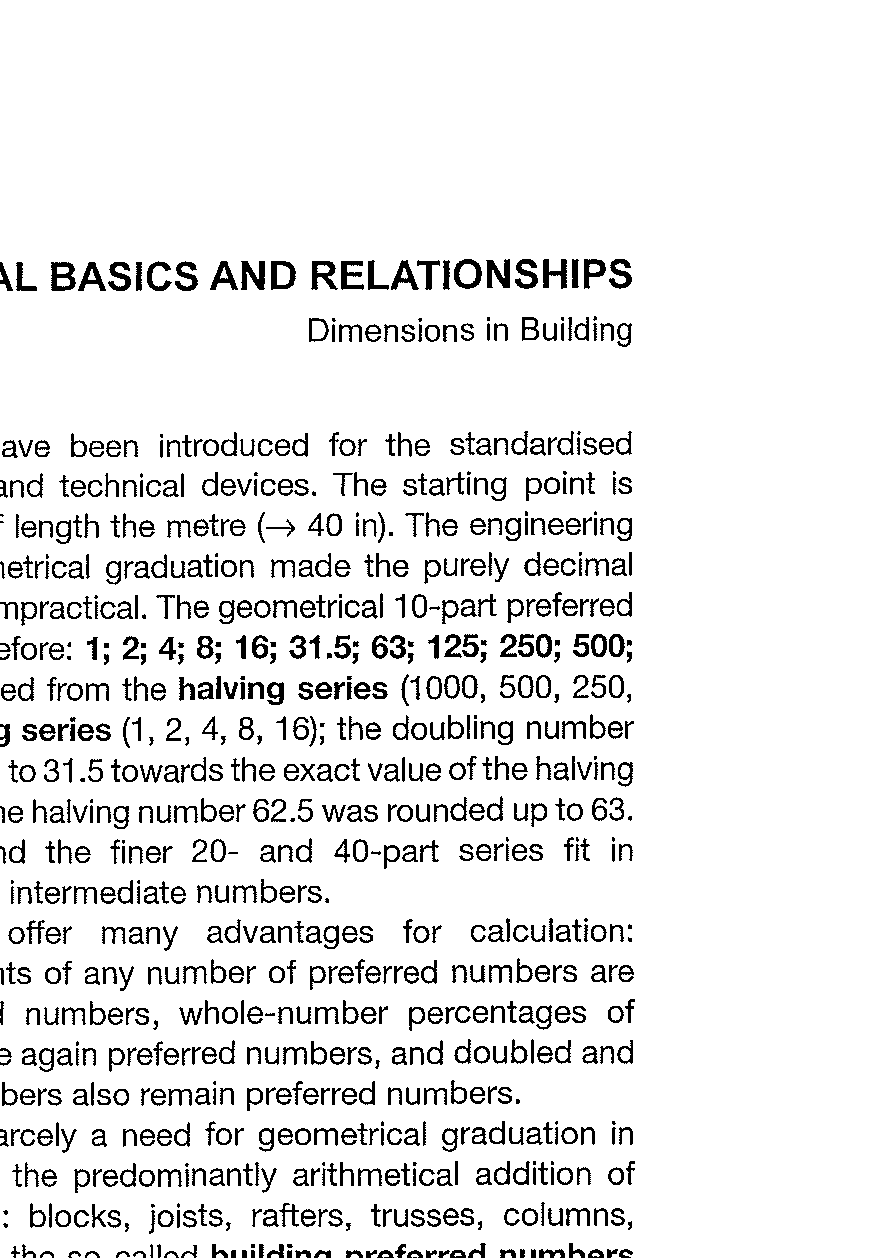 AL BASICS AND RELATIONSHIPS
Dimensions in Building
ave been introduced for the standardised
and technical devices. The starting point is
f length the metre (→ 40 in). The engineering
netrical graduation made the purely decimal
mpractical. The geometrical 10-part preferred
efore: 1; 2; 4; 8; 16; 31.5; 63; 125; 250; 500;
ed from the halving series (1000, 500, 250,
g series (1, 2, 4, 8, 16); the doubling number
to 31.5 towards the exact value of the halving
ne halving number 62.5 was rounded up to 63.
nd the finer 20- and 40-part series fit in
intermediate numbers.
offer many advantages for calculation:
nts of any number of preferred numbers are
d numbers, whole-number percentages of
e again preferred numbers, and doubled and
bers also remain preferred numbers.
arcely a need for geometrical graduation in
the predominantly arithmetical addition of
: blocks, joists, rafters, trusses, columns,
the so-called building preferred numbers